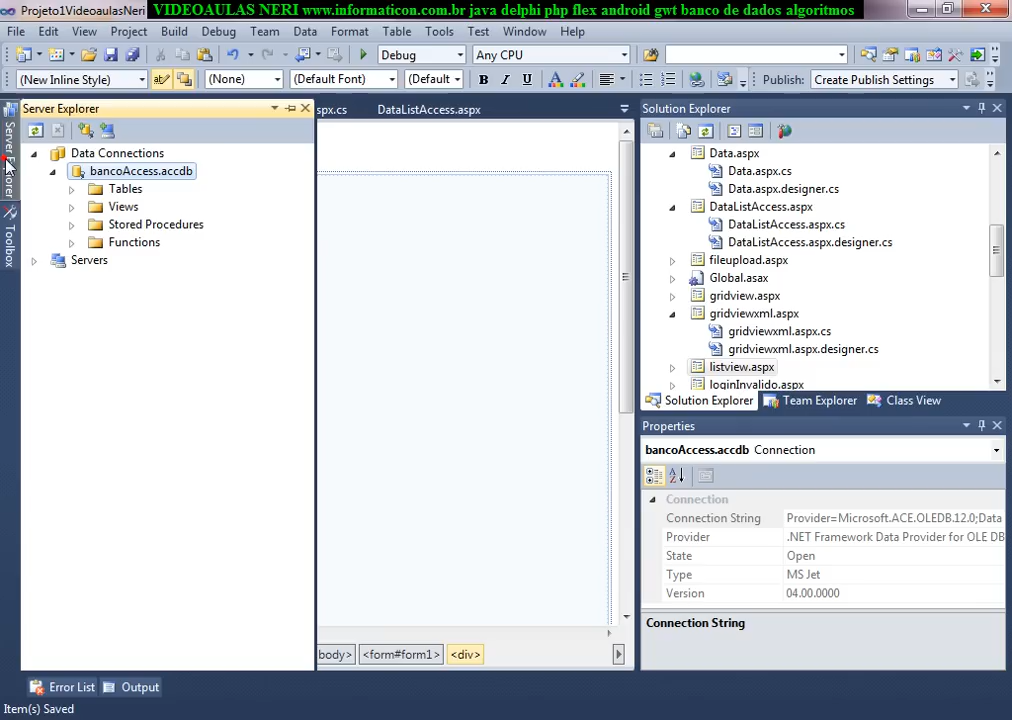 Projeto1VideoaulasNeri
VIDEOAULAS NERI www.informaticon.com.br java delphi php flex android gwt banco de dados algoritmos
File Edit View Project Build Debug Team Data Format Table Tools Test Window Help
Debug Any CPU
(New Inline Style) (None) (Default Font) (Default B I U A Publish: Create Publish Settings
Server Explorer
Toolbox
Server Explorer
Data Connections
bancoAccess.accdb
Tables
Views
Stored Procedures
Functions
Servers
spx.cs DataListAccess.aspx
body> <form#form1> <div>
Solution Explorer
Data.aspx
Data.aspx.cs
Data.aspx.designer.cs
DataListAccess.aspx
DataListAccess.aspx.cs
DataListAccess.aspx.designer.cs
fileupload.aspx
Global.asax
gridview.aspx
gridviewxml.aspx
gridviewxml.aspx.cs
gridviewxml.aspx.designer.cs
listview.aspx
loginInvalido.aspx
Solution Explorer Team Explorer Class View
Properties
bancoAccess.accdb Connection
Connection
Connection String Provider=Microsoft.ACE.OLEDB.12.0;Data
Provider .NET Framework Data Provider for OLE DB
State Open
Type MS Jet
Version 04.00.0000
Connection String
Error List Output
Item(s) Saved